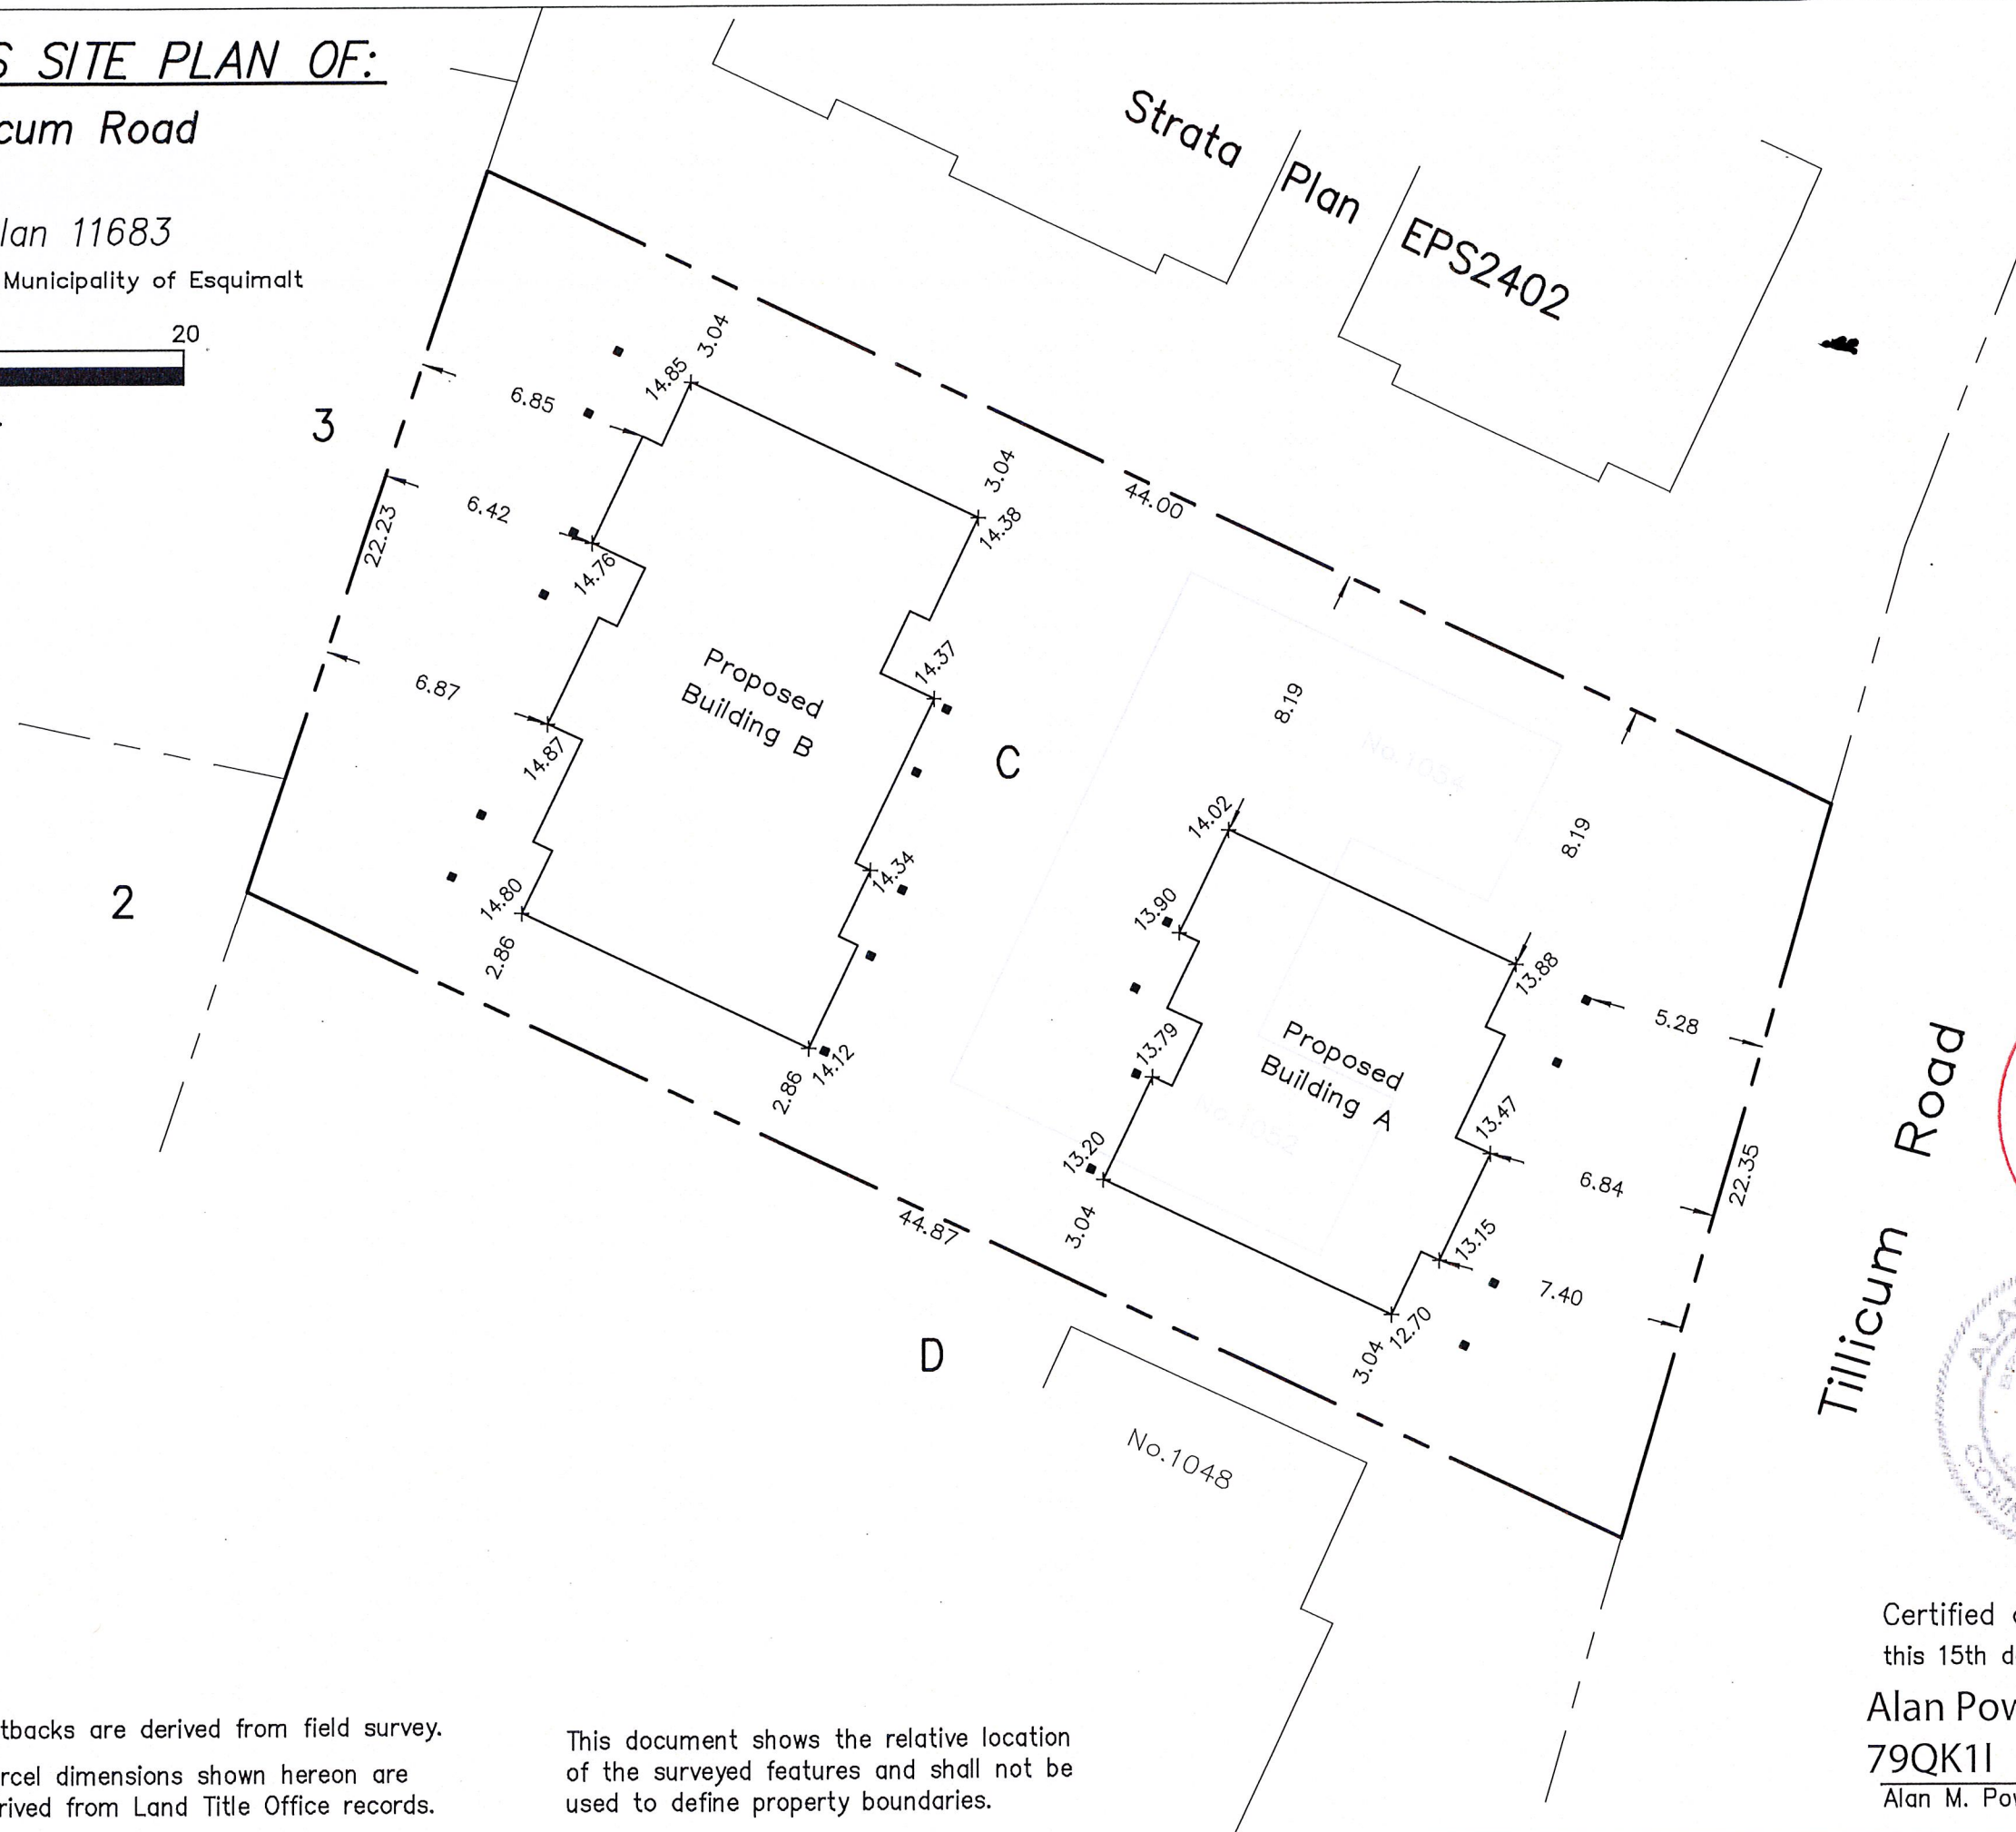 S SITE PLAN OF:
cum Road
lan 11683
Municipality of Esquimalt
20
Strata Plan EPS2402
3
2
C
D
6.85
6.42
6.87
22.23
14.85
3.04
3.04
14.38
44.00
14.76
14.37
Proposed
Building B
14.87
14.34
14.80
2.86
2.86
14.12
8.19
8.19
No.1054
14.02
13.90
13.88
5.28
13.79
Proposed
Building A
13.47
No.1052
13.20
6.84
22.35
3.04
13.15
7.40
12.70
3.04
44.87
No.1048
Tillicum Road
tbacks are derived from field survey.
rcel dimensions shown hereon are
rived from Land Title Office records.
This document shows the relative location
of the surveyed features and shall not be
used to define property boundaries.
Certified
this 15th d
Alan Pow
79QK1I
Alan M. Pow